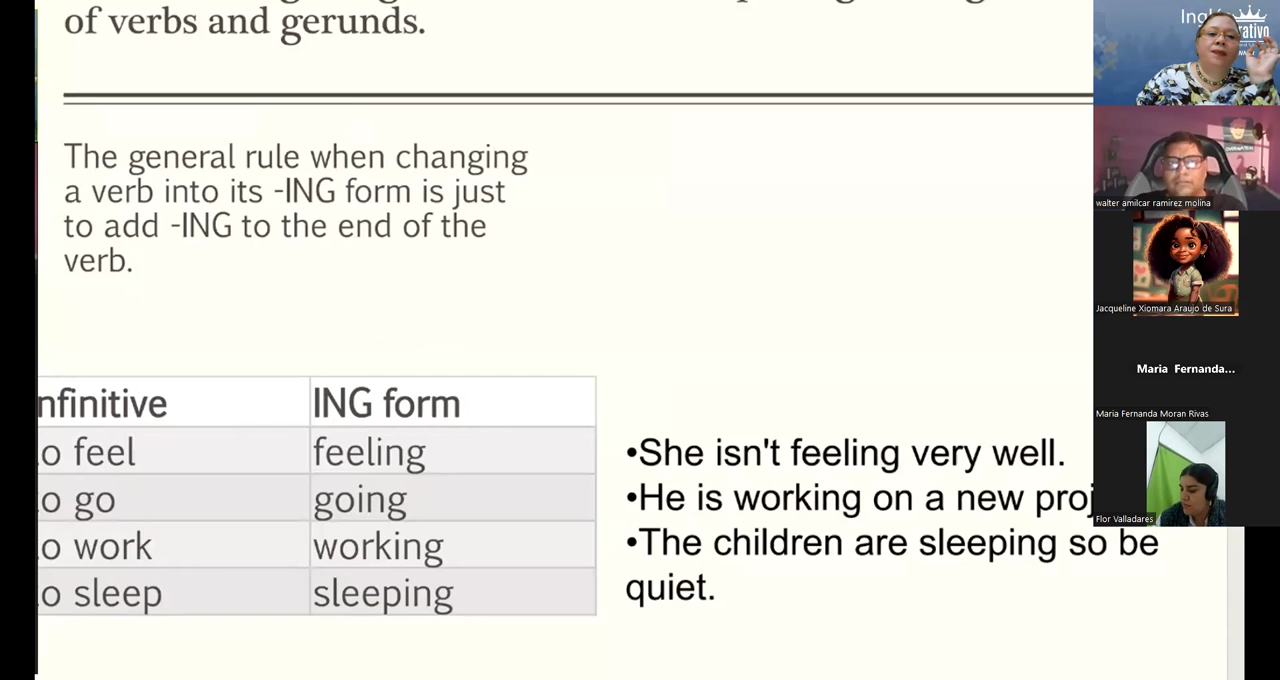 of verbs and gerunds.
The general rule when changing
a verb into its -ING form is just
to add -ING to the end of the
verb.
nfinitive ING form
o feel feeling
o go going
o work working
o sleep sleeping
•She isn't feeling very well.
•He is working on a new proj
•The children are sleeping so be
quiet.
walter amilcar ramirez molina
Jacqueline Xiomara Araujo de Sura
Maria Fernanda...
Maria Fernanda Moran Rivas
Flor Valladares